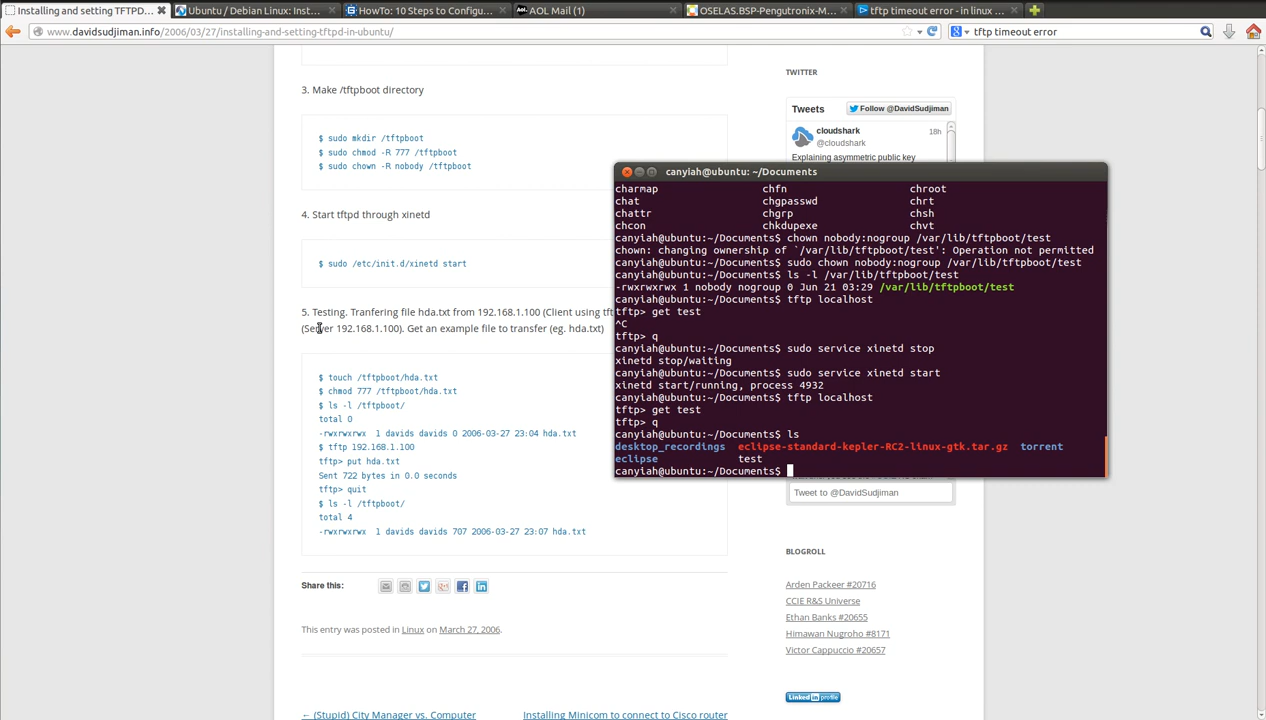 Installing and setting TFTPD...
Ubuntu / Debian Linux: Inst...
HowTo: 10 Steps to Configu...
AOL Mail (1)
OSELAS.BSP-Pengutronix-M...
tftp timeout error - in linux ...
www.davidsudjiman.info/2006/03/27/installing-and-setting-tftpd-in-ubuntu/
tftp timeout error
3. Make /tftpboot directory
$ sudo mkdir /tftpboot
$ sudo chmod -R 777 /tftpboot
$ sudo chown -R nobody /tftpboot
4. Start tftpd through xinetd
$ sudo /etc/init.d/xinetd start
5. Testing. Tranfering file hda.txt from 192.168.1.100 (Client using tft
(Server 192.168.1.100). Get an example file to transfer (eg. hda.txt)
$ touch /tftpboot/hda.txt
$ chmod 777 /tftpboot/hda.txt
$ ls -l /tftpboot/
total 0
-rwxrwxrwx 1 davids davids 0 2006-03-27 23:04 hda.txt
$ tftp 192.168.1.100
tftp> put hda.txt
Sent 722 bytes in 0.0 seconds
tftp> quit
$ ls -l /tftpboot/
total 4
-rwxrwxrwx 1 davids davids 707 2006-03-27 23:07 hda.txt
Share this:
This entry was posted in Linux on March 27, 2006.
← (Stupid) City Manager vs. Computer
Installing Minicom to connect to Cisco router
TWITTER
Tweets
Follow @DavidSudjiman
cloudshark
18h
@cloudshark
Explaining asymmetric public key
canyiah@ubuntu: ~/Documents
charmap chfn chroot
chat chgpasswd chrt
chattr chgrp chsh
chcon chkdupexe chvt
canyiah@ubuntu:~/Documents$ chown nobody:nogroup /var/lib/tftpboot/test
chown: changing ownership of `/var/lib/tftpboot/test': Operation not permitted
canyiah@ubuntu:~/Documents$ sudo chown nobody:nogroup /var/lib/tftpboot/test
canyiah@ubuntu:~/Documents$ ls -l /var/lib/tftpboot/test
-rwxrwxrwx 1 nobody nogroup 0 Jun 21 03:29 /var/lib/tftpboot/test
canyiah@ubuntu:~/Documents$ tftp localhost
tftp> get test
^C
tftp> q
canyiah@ubuntu:~/Documents$ sudo service xinetd stop
xinetd stop/waiting
canyiah@ubuntu:~/Documents$ sudo service xinetd start
xinetd start/running, process 4932
canyiah@ubuntu:~/Documents$ tftp localhost
tftp> get test
tftp> q
canyiah@ubuntu:~/Documents$ ls
desktop_recordings eclipse-standard-kepler-RC2-linux-gtk.tar.gz torrent
eclipse test
canyiah@ubuntu:~/Documents$
Tweet to @DavidSudjiman
BLOGROLL
Arden Packeer #20716
CCIE R&S Universe
Ethan Banks #20655
Himawan Nugroho #8171
Victor Cappuccio #20657
Linked in profile